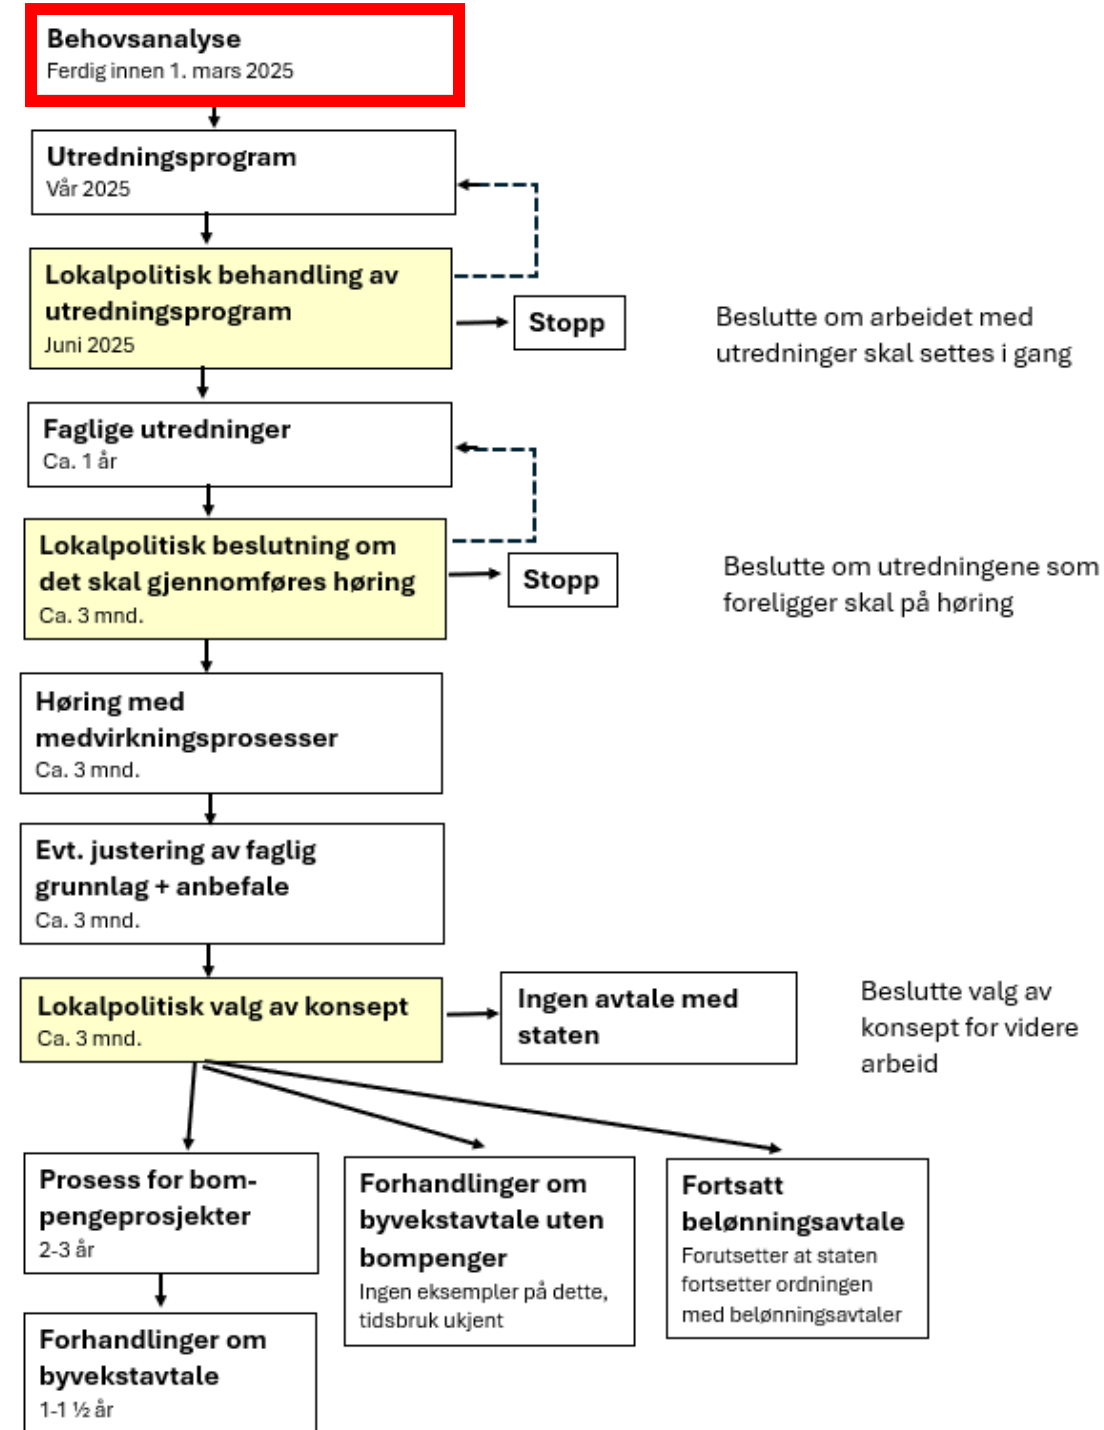 Behovsanalyse
Ferdig innen 1. mars 2025
Utredningsprogram
Vår 2025
Lokalpolitisk behandling av
utredningsprogram
Juni 2025
Stopp
Beslutte om arbeidet med
utredninger skal settes i gang
Faglige utredninger
Ca. 1 år
Lokalpolitisk beslutning om
det skal gjennomføres høring
Ca. 3 mnd.
Stopp
Beslutte om utredningene som
foreligger skal på høring
Høring med
medvirkningsprosesser
Ca. 3 mnd.
Evt. justering av faglig
grunnlag + anbefale
Ca. 3 mnd.
Lokalpolitisk valg av konsept
Ca. 3 mnd.
Ingen avtale med
staten
Beslutte valg av
konsept for videre
arbeid
Prosess for bom-
pengeprosjekter
2-3 år
Forhandlinger om
byvekstavtale uten
bompenger
Ingen eksempler på dette,
tidsbruk ukjent
Fortsatt
belønningsavtale
Forutsetter at staten
fortsetter ordningen
med belønningsavtaler
Forhandlinger om
byvekstavtale
1-1 ½ år